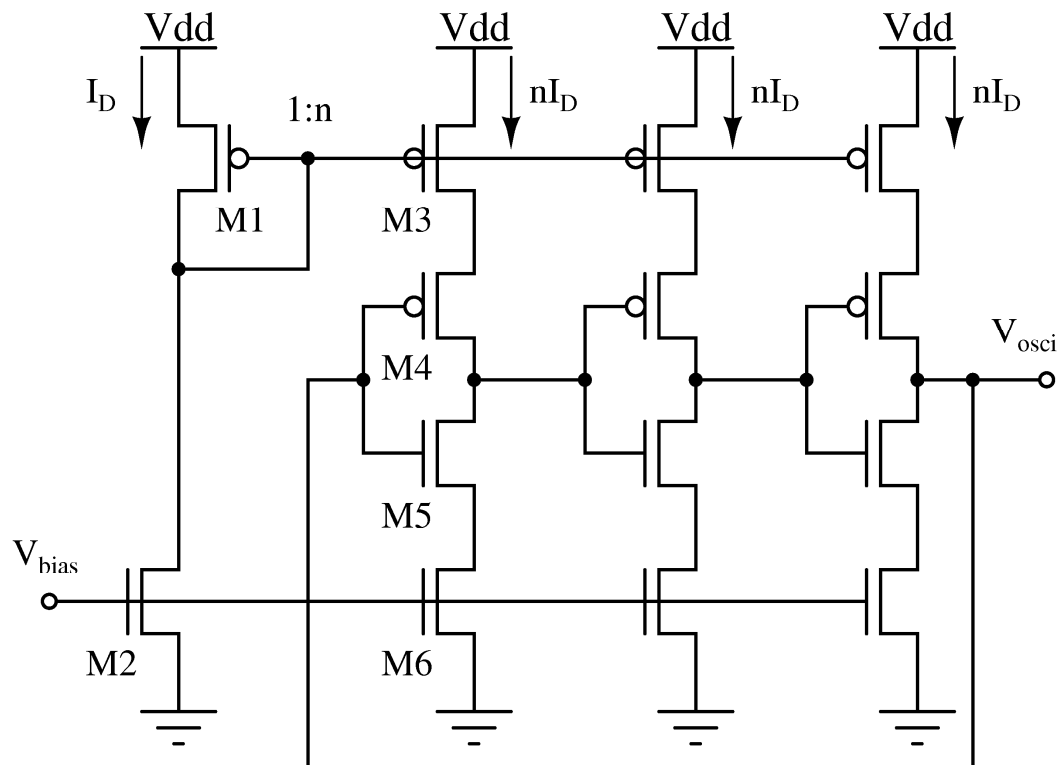 Vdd Vdd Vdd Vdd
I_D nI_D nI_D nI_D
1:n
M1 M3
V_osci
M4
M5
V_bias
M2 M6